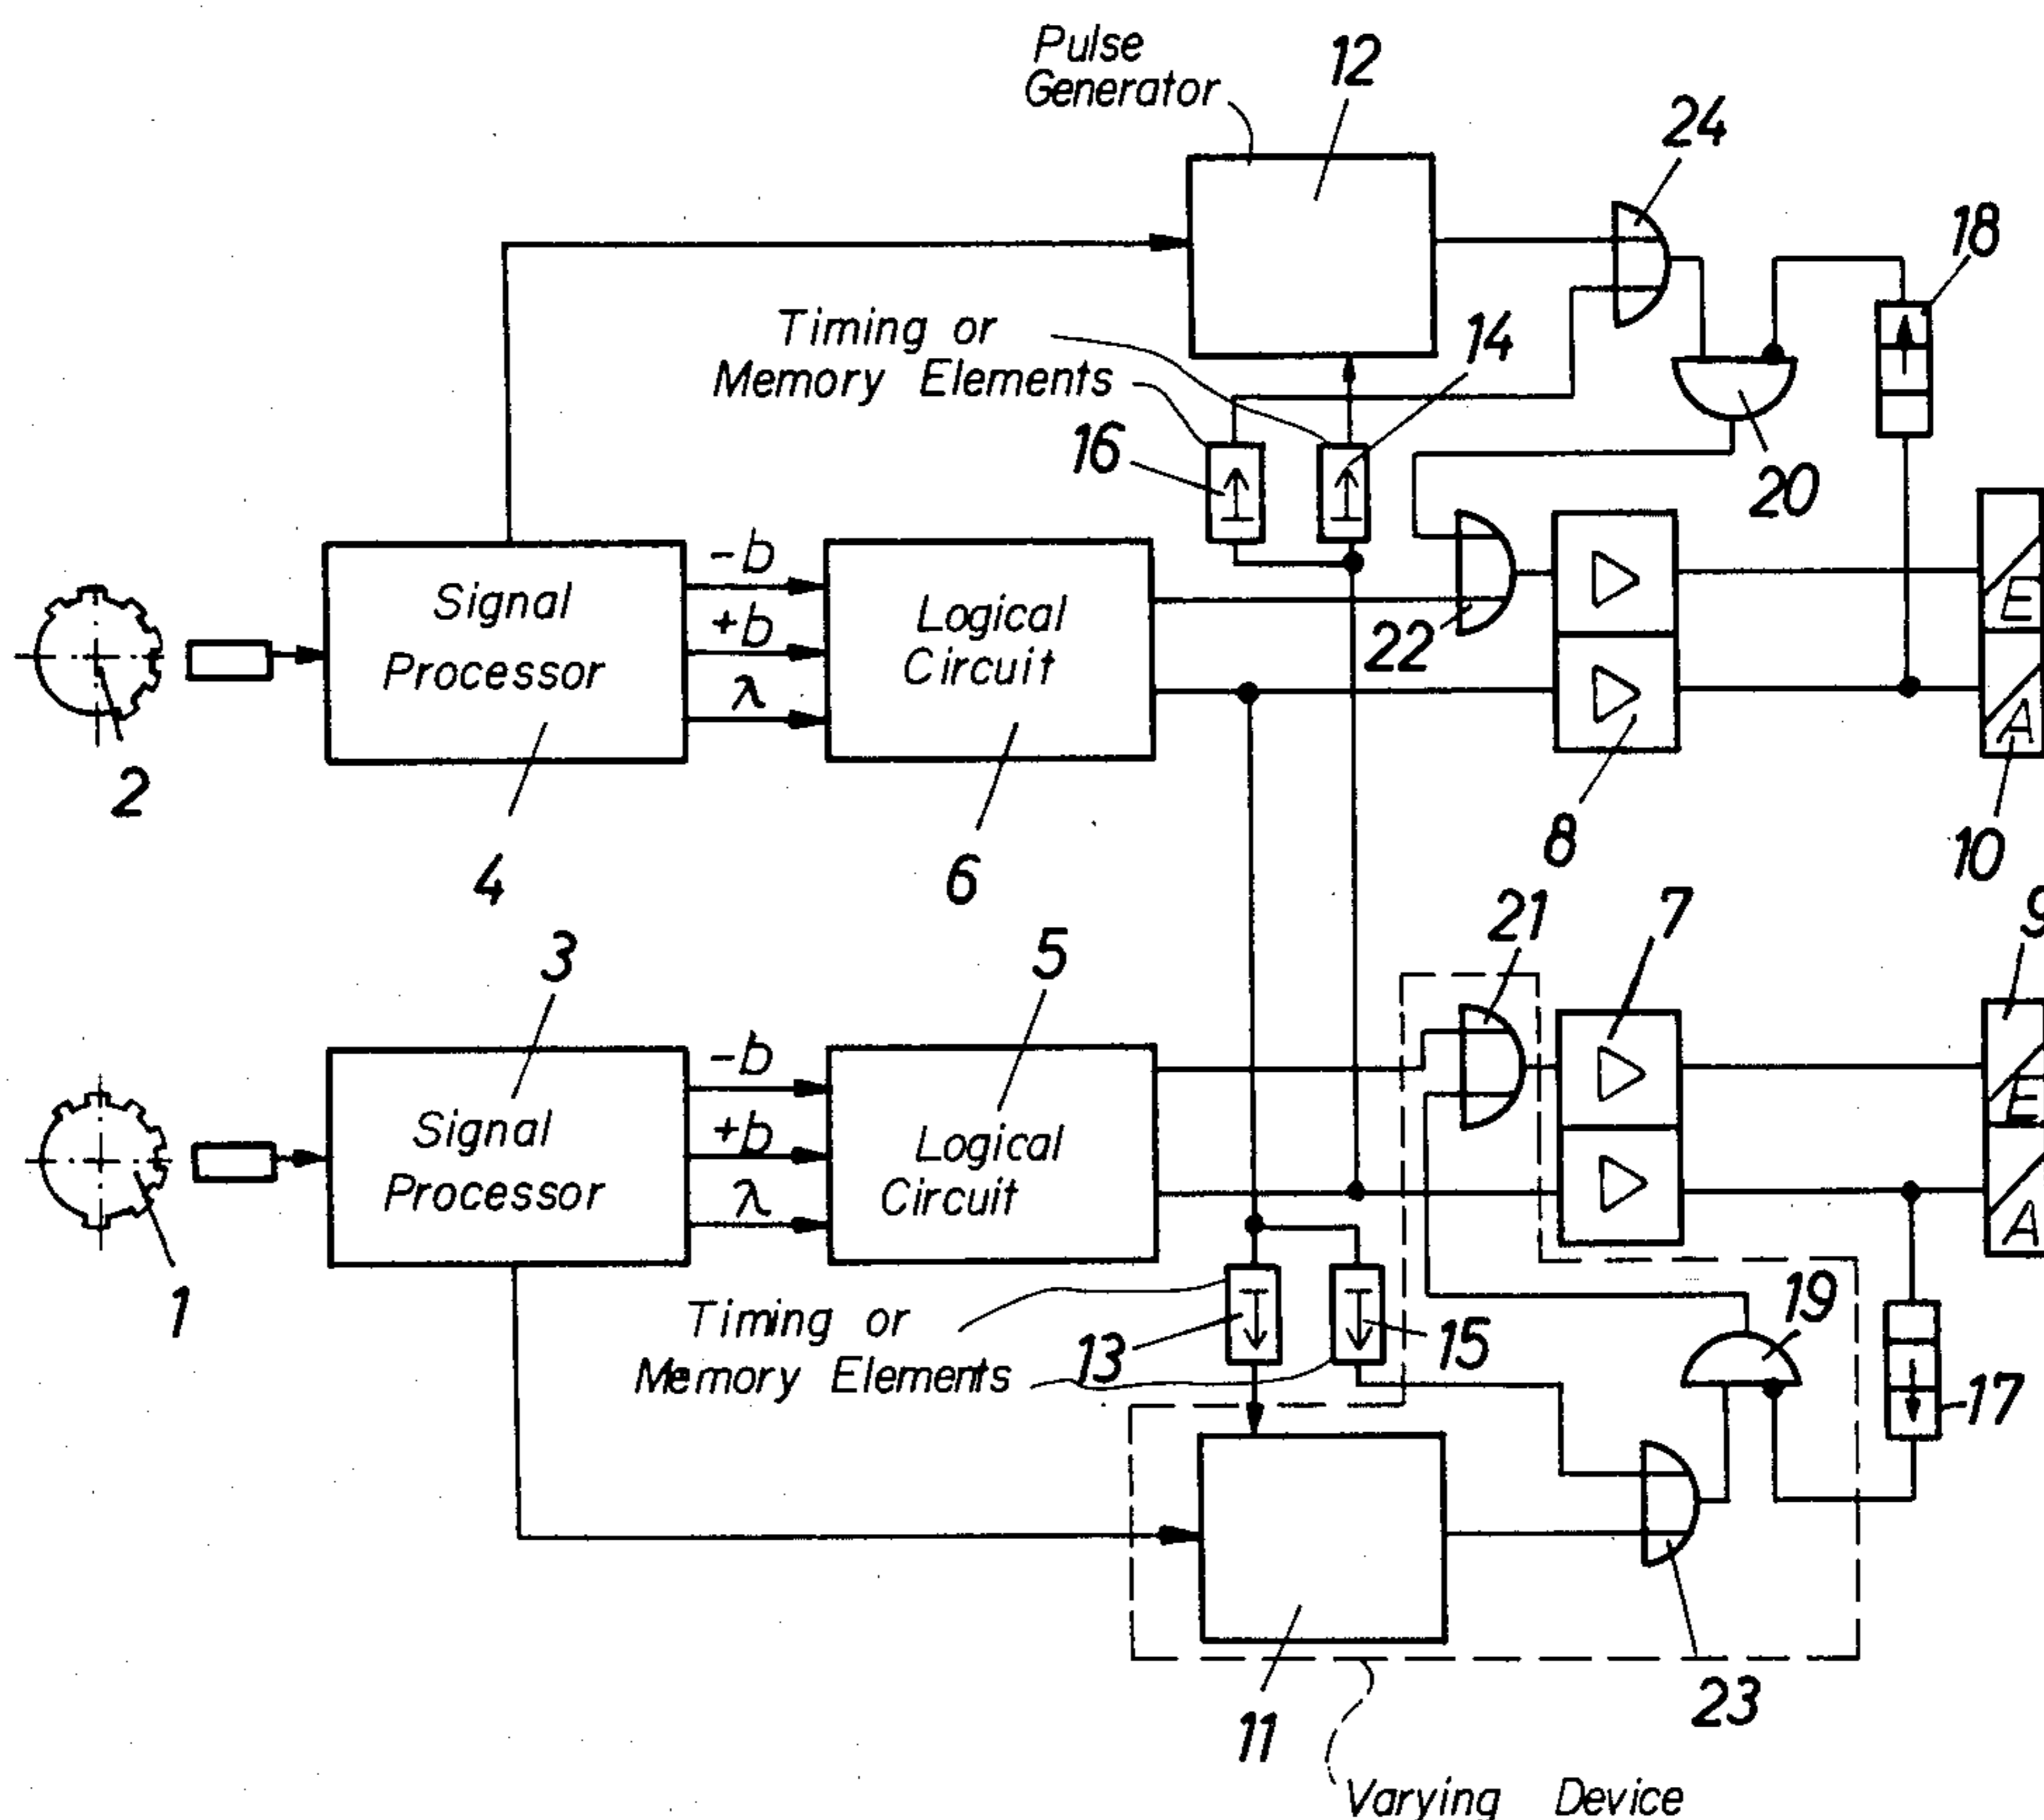 Pulse
Generator
12
24
18
Timing or
Memory Elements
14
16
20
-b
+b
λ
Signal
Processor
Logical
Circuit
22
E
A
2
4
6
8
10
3
5
21
7
9
-b
+b
λ
Signal
Processor
Logical
Circuit
E
A
1
Timing or
Memory Elements
13
15
19
17
11
23
Varying Device